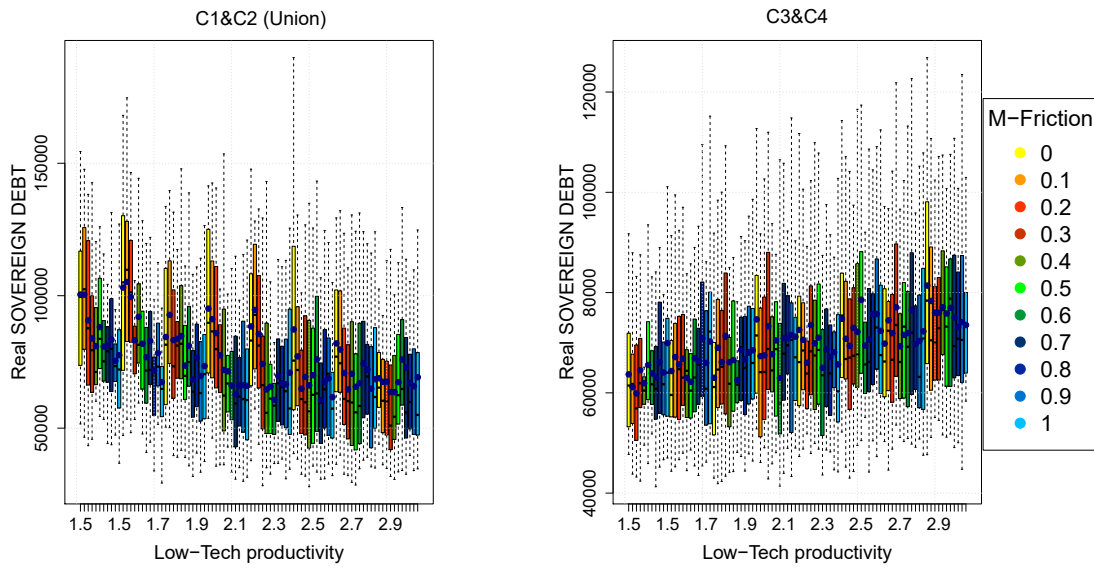 C1&C2 (Union)
Real SOVEREIGN DEBT
150000
100000
50000
1.5 1.5 1.7 1.9 2.1 2.3 2.5 2.7 2.9
Low−Tech productivity
C3&C4
Real SOVEREIGN DEBT
120000
100000
80000
60000
40000
1.5 1.5 1.7 1.9 2.1 2.3 2.5 2.7 2.9
Low−Tech productivity
M−Friction
0
0.1
0.2
0.3
0.4
0.5
0.6
0.7
0.8
0.9
1